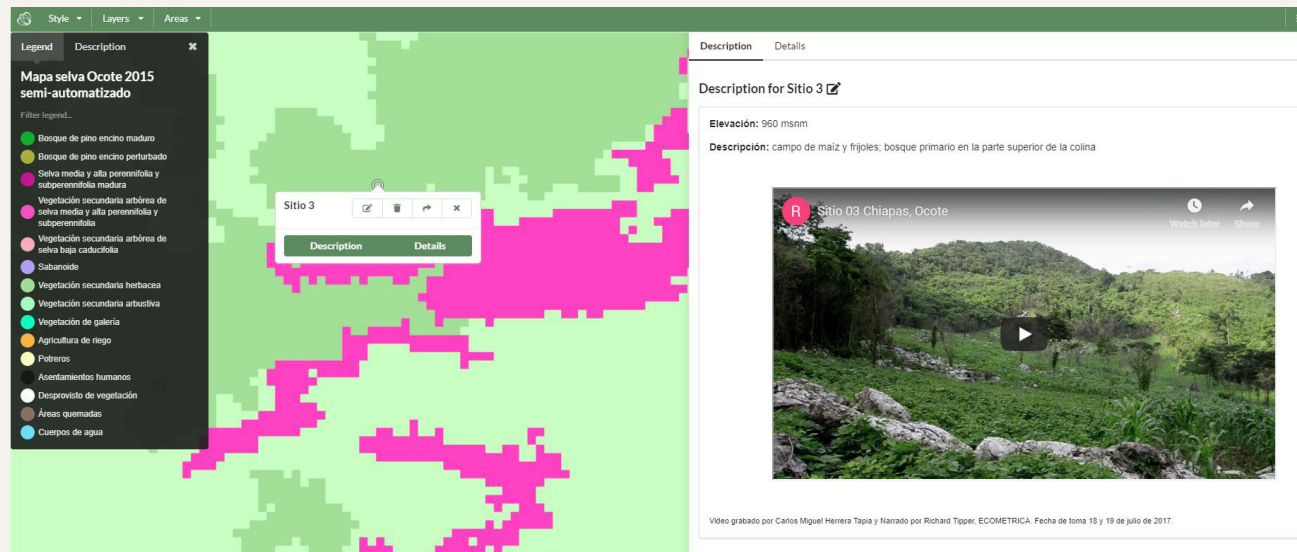 Style Layers Areas
Legend Description
Mapa selva Ocote 2015
semi-automatizado
Filter legend...
Bosque de pino encino maduro
Bosque de pino encino perturbado
Selva media y alta perennifolia y
subperennifolia madura
Vegetación secundaria arbórea de
selva media y alta perennifolia y
subperennifolia
Vegetación secundaria arbórea de
selva baja caducifolia
Sabanoide
Vegetación secundaria herbacea
Vegetación secundaria arbustiva
Vegetación de galería
Agricultura de riego
Potreros
Asentamientos humanos
Desprovisto de vegetación
Áreas quemadas
Cuerpos de agua
Sitio 3
Description Details
Description Details
Description for Sitio 3
Elevación: 960 msnm
Descripción: campo de maíz y frijoles; bosque primario en la parte superior de la colina
R Sitio 03 Chiapas, Ocote
Watch later Share
Video grabado por Carlos Miguel Herrera Tapia y Narrado por Richard Tipper, ECOMETRICA. Fecha de toma 18 y 19 de julio de 2017.